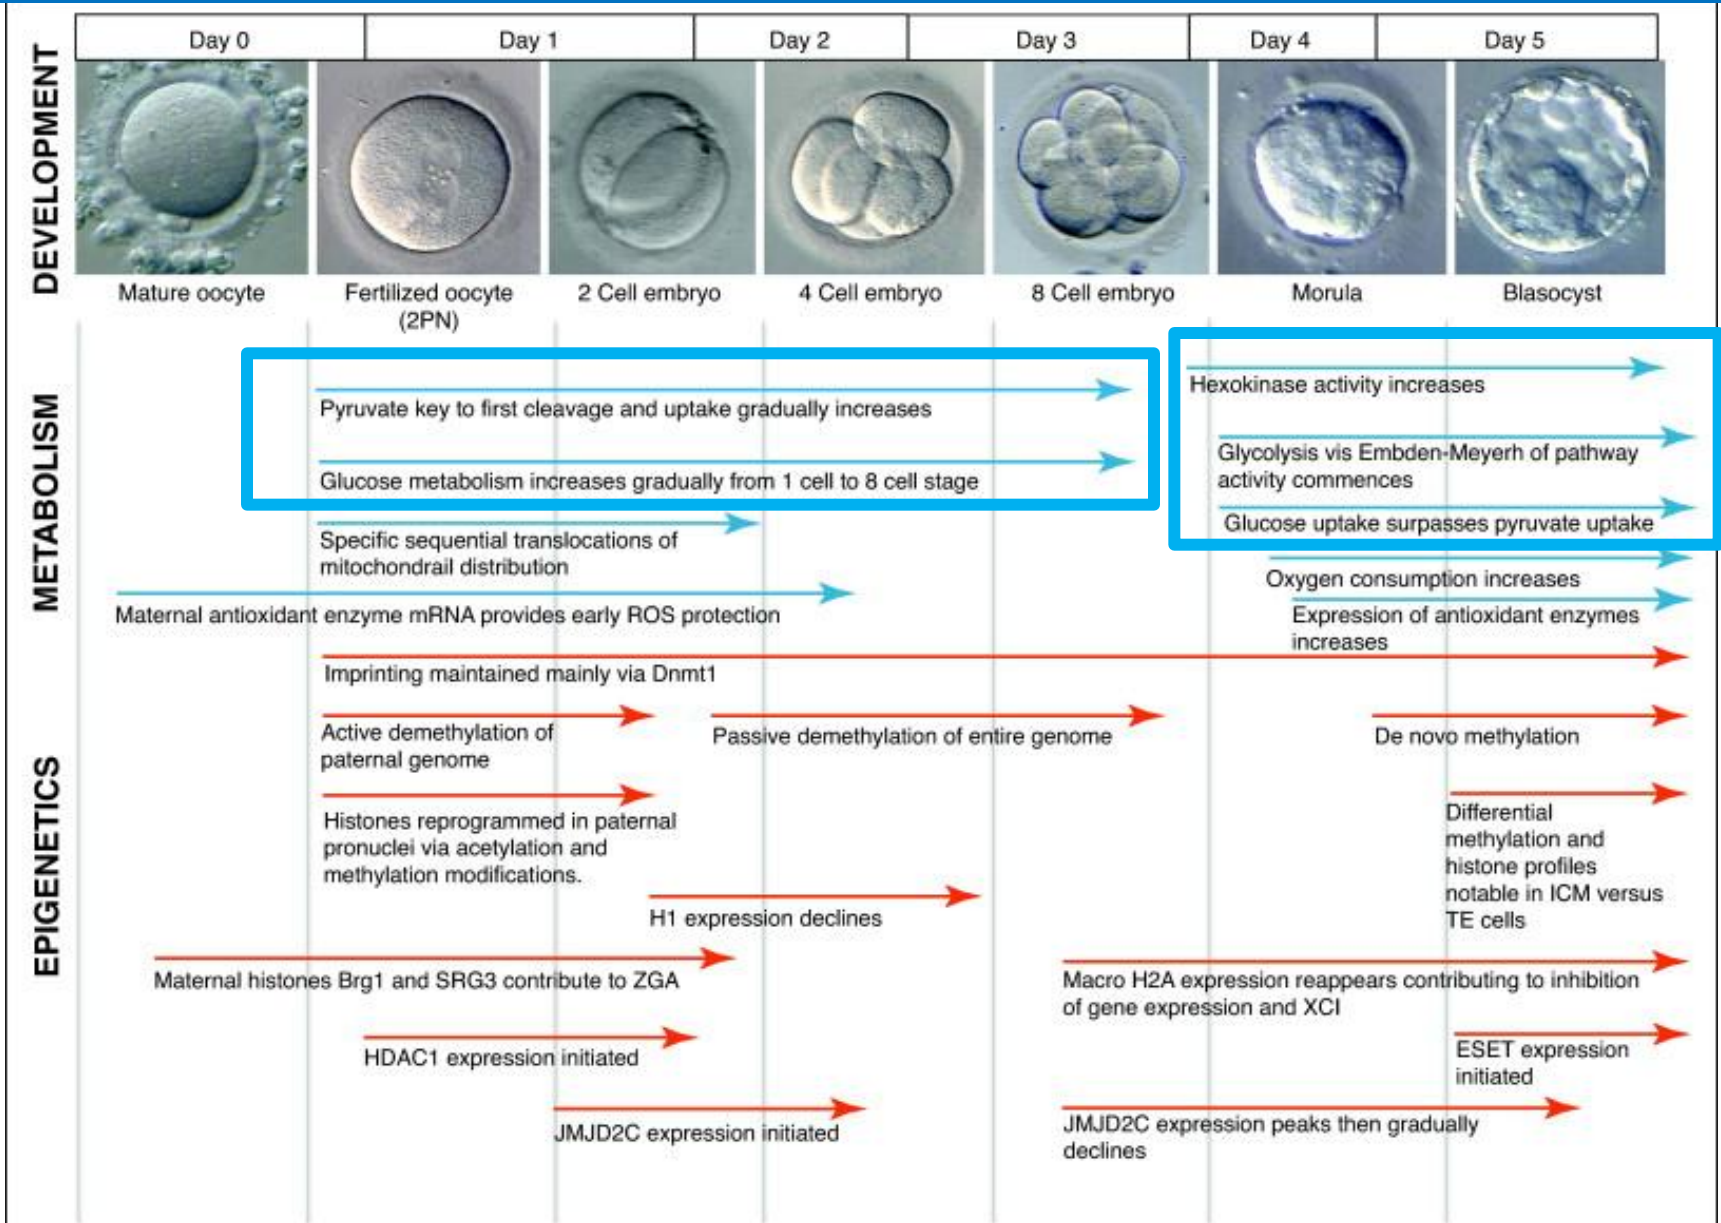 Day 0
Day 1
Day 2
Day 3
Day 4
Day 5
DEVELOPMENT
Mature oocyte
Fertilized oocyte
(2PN)
2 Cell embryo
4 Cell embryo
8 Cell embryo
Morula
Blasocyst
METABOLISM
Pyruvate key to first cleavage and uptake gradually increases
Glucose metabolism increases gradually from 1 cell to 8 cell stage
Specific sequential translocations of
mitochondrail distribution
Maternal antioxidant enzyme mRNA provides early ROS protection
Hexokinase activity increases
Glycolysis vis Embden-Meyerh of pathway
activity commences
Glucose uptake surpasses pyruvate uptake
Oxygen consumption increases
Expression of antioxidant enzymes
increases
EPIGENETICS
Imprinting maintained mainly via Dnmt1
Active demethylation of
paternal genome
Passive demethylation of entire genome
De novo methylation
Histones reprogrammed in paternal
pronuclei via acetylation and
methylation modifications.
Differential
methylation and
histone profiles
notable in ICM versus
TE cells
H1 expression declines
Maternal histones Brg1 and SRG3 contribute to ZGA
Macro H2A expression reappears contributing to inhibition
of gene expression and XCI
HDAC1 expression initiated
ESET expression
initiated
JMJD2C expression initiated
JMJD2C expression peaks then gradually
declines